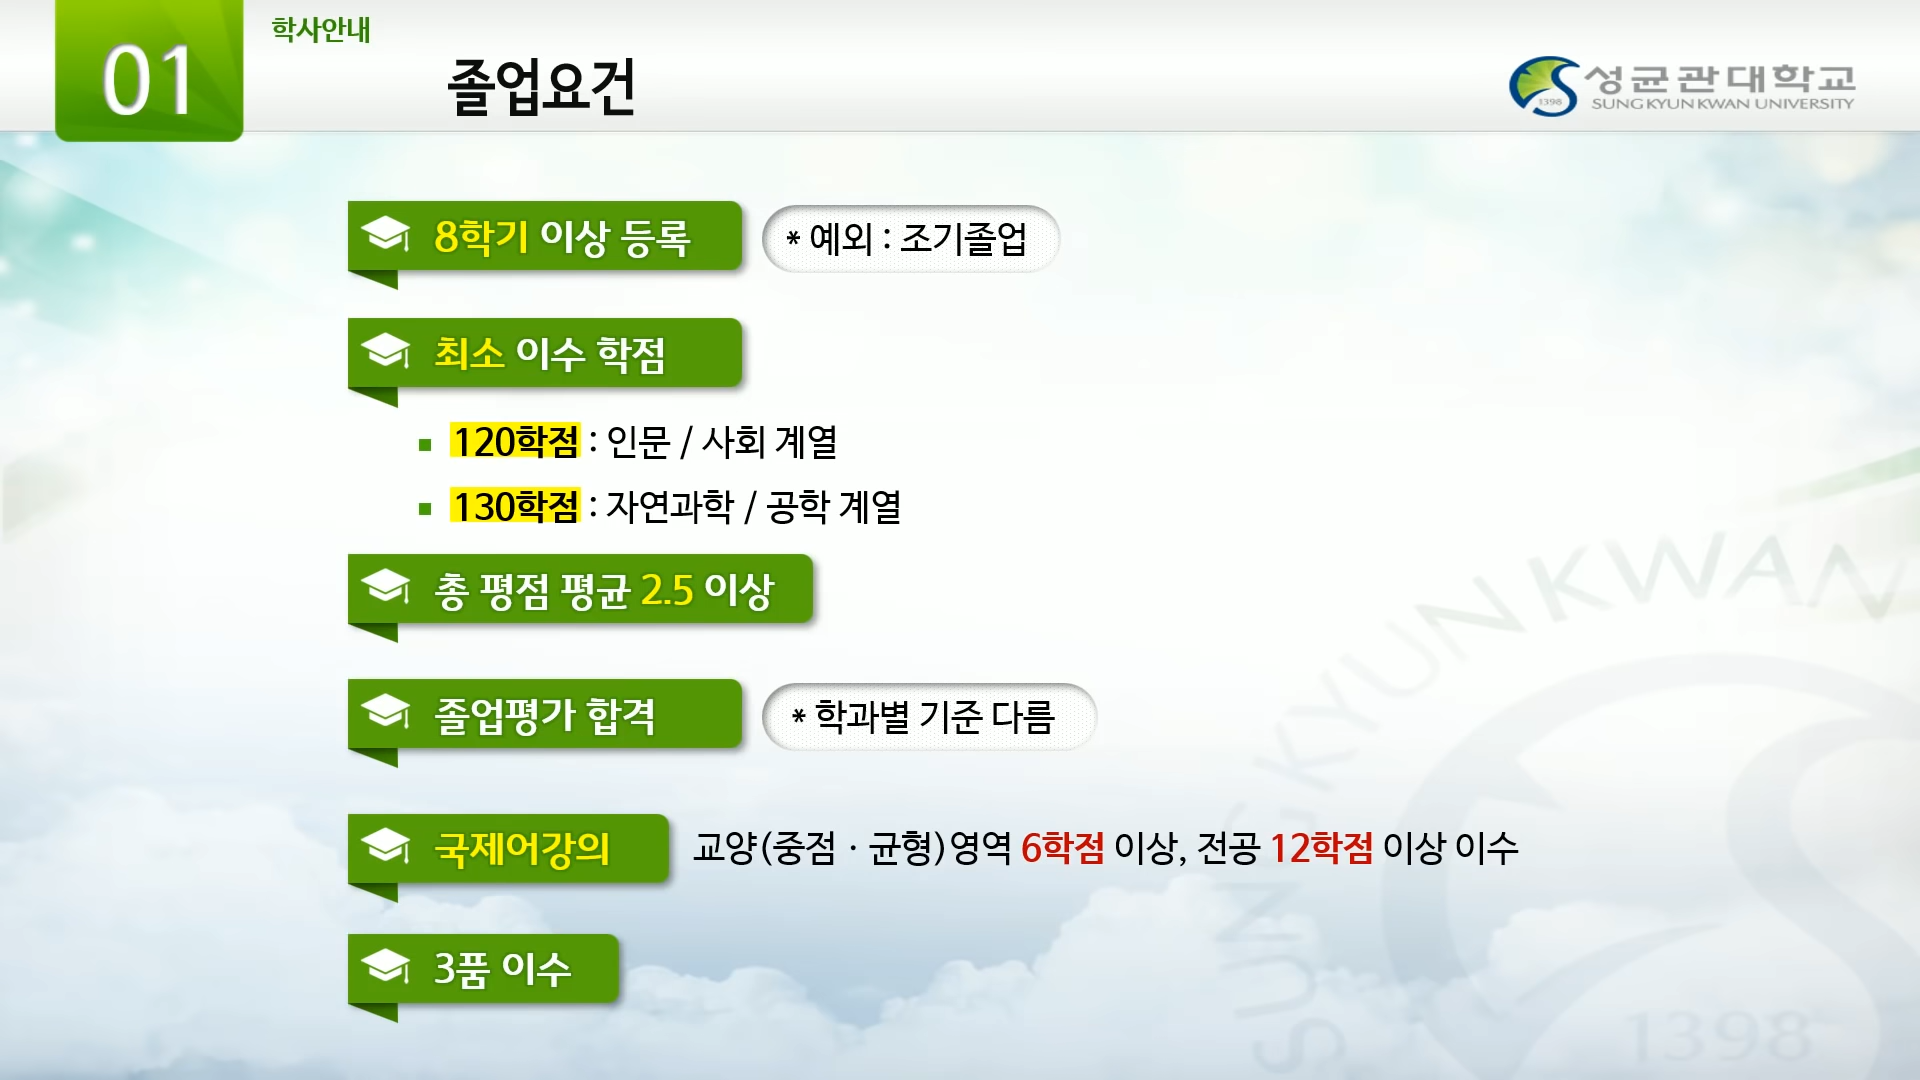 01
학사안내
졸업요건
성균관대학교
SUNGKYUNKWAN UNIVERSITY
1398
8학기 이상 등록
* 예외 : 조기졸업
최소 이수 학점
120학점 : 인문 / 사회 계열
130학점 : 자연과학 / 공학 계열
총 평점 평균 2.5 이상
졸업평가 합격
* 학과별 기준 다름
국제어강의
교양(중점 · 균형)영역 6학점 이상, 전공 12학점 이상 이수
3품 이수
SUNGKYUNKWAN
1398